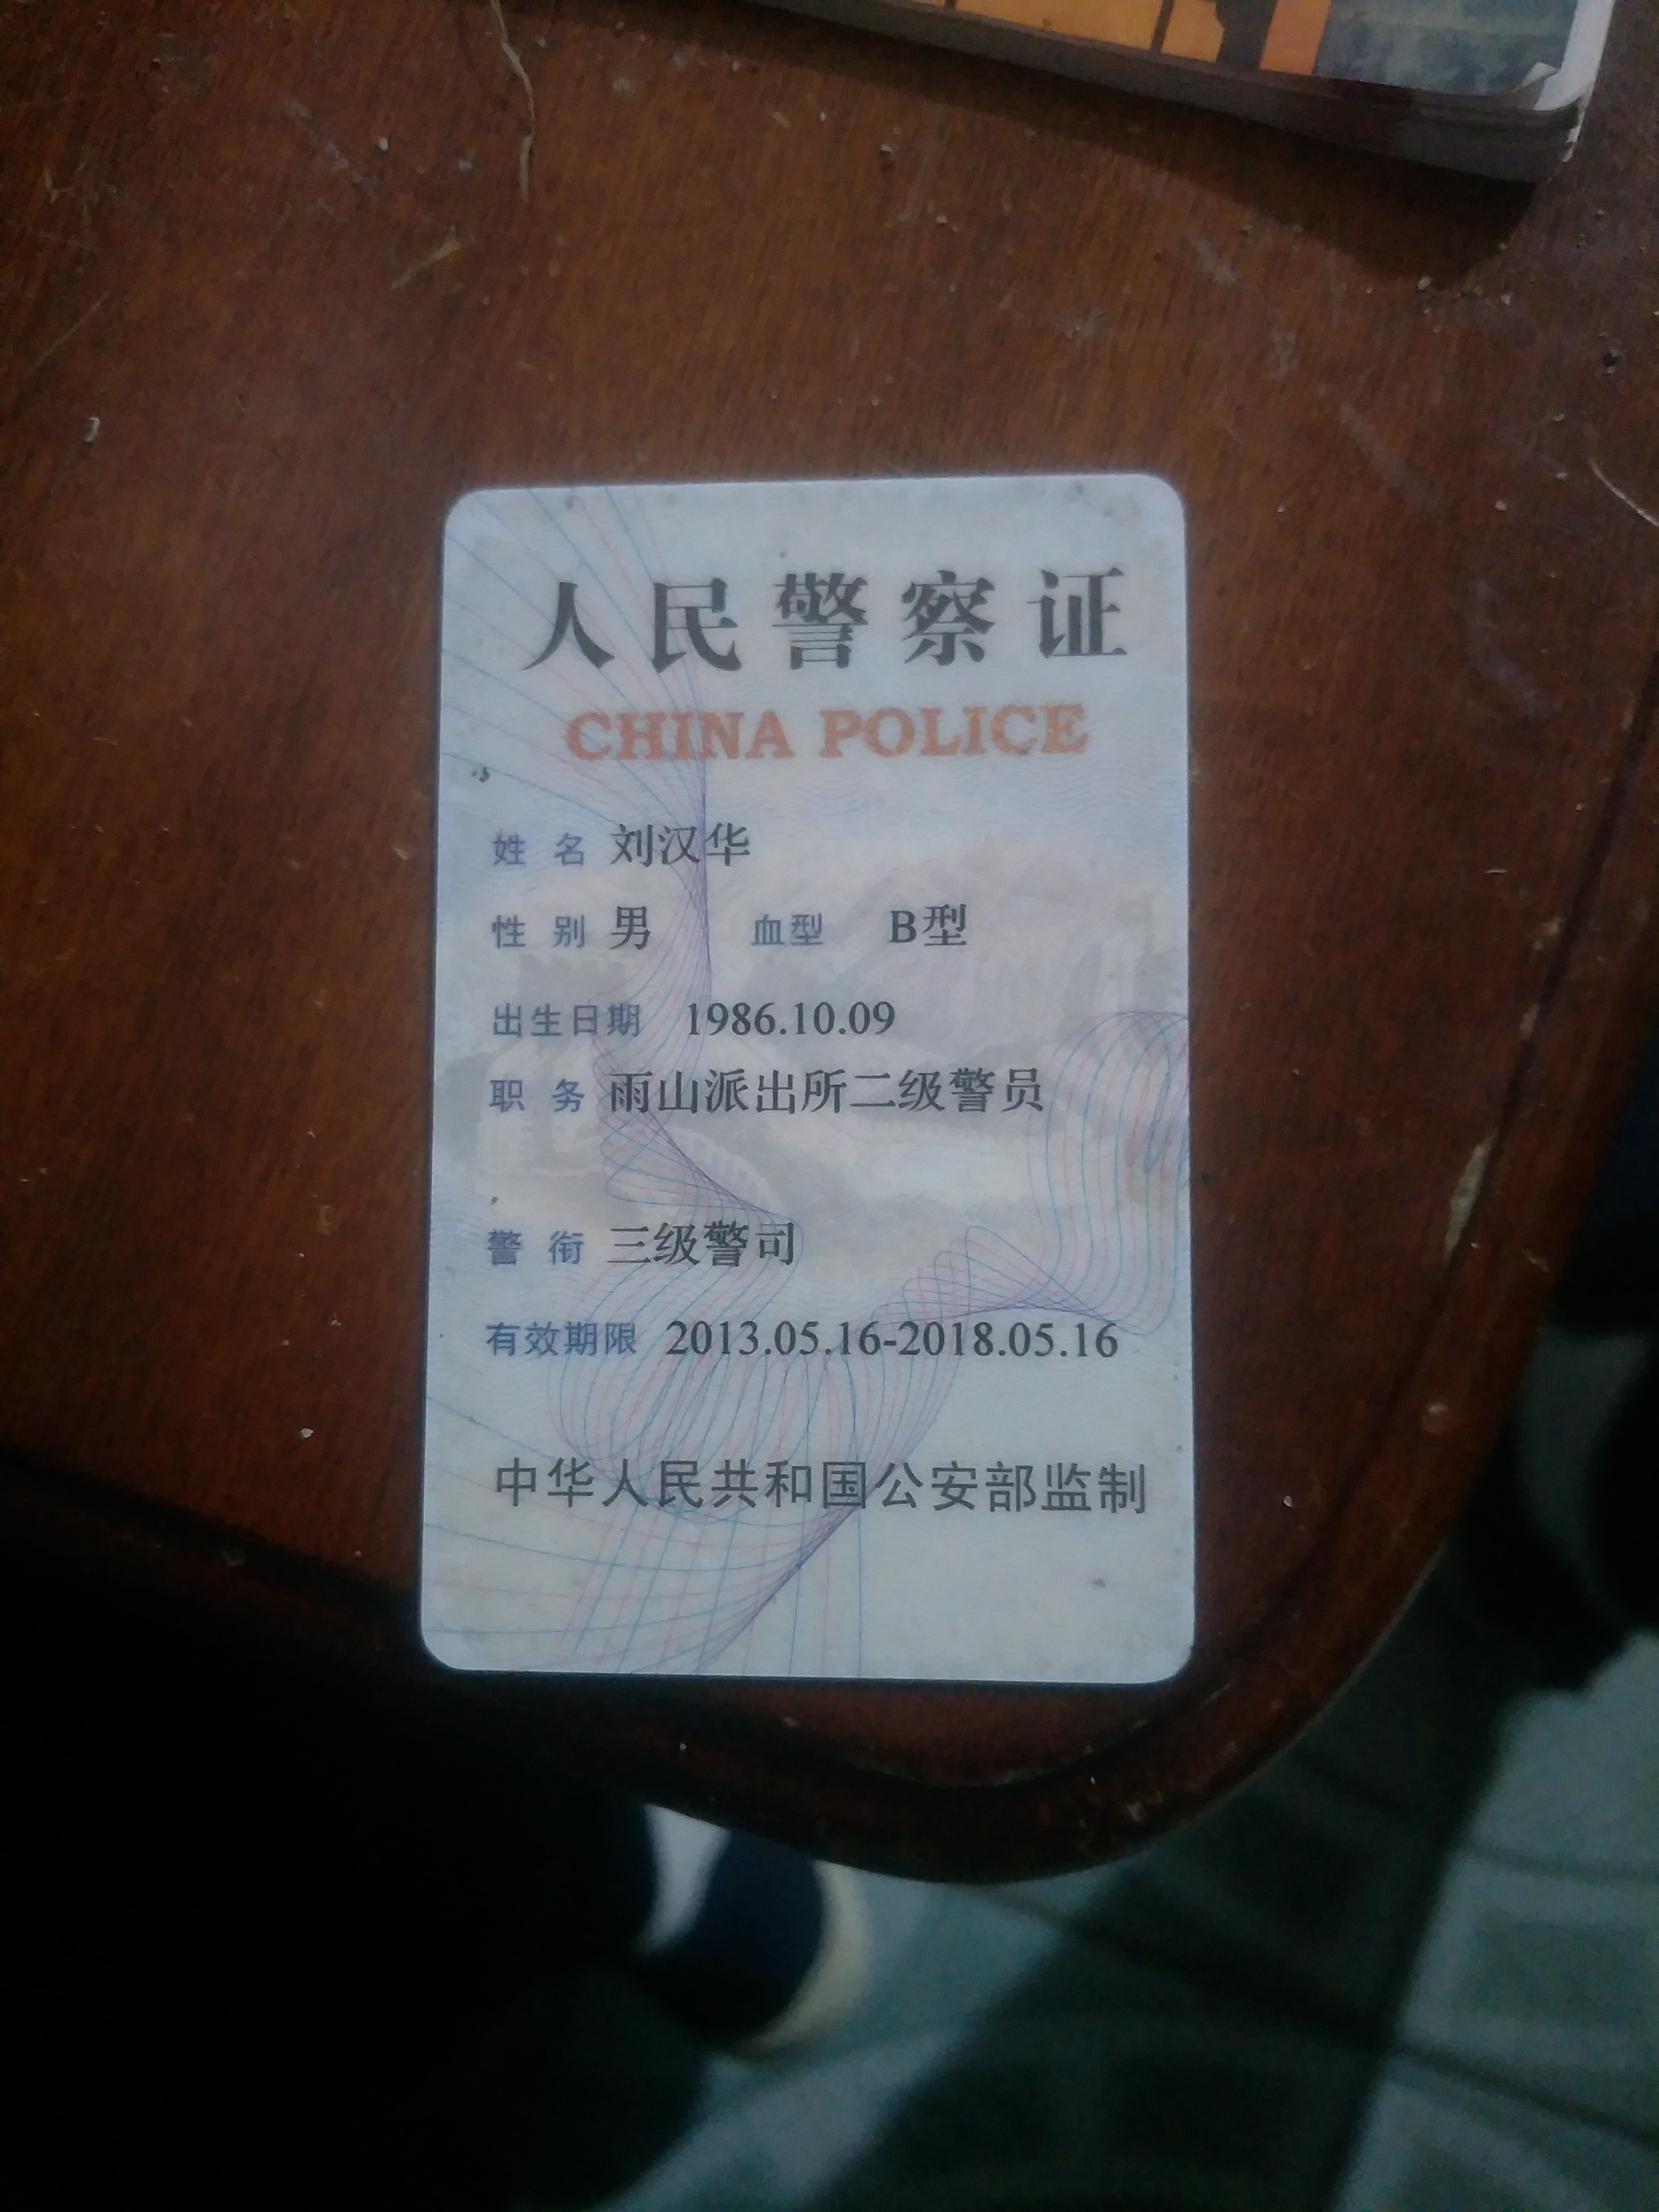 人民警察证
CHINA POLICE
姓 名 刘汉华
性 别 男 血型 B型
出生日期 1986.10.09
职 务 雨山派出所二级警员
警 衔 三级警司
有效期限 2013.05.16-2018.05.16
中华人民共和国公安部监制